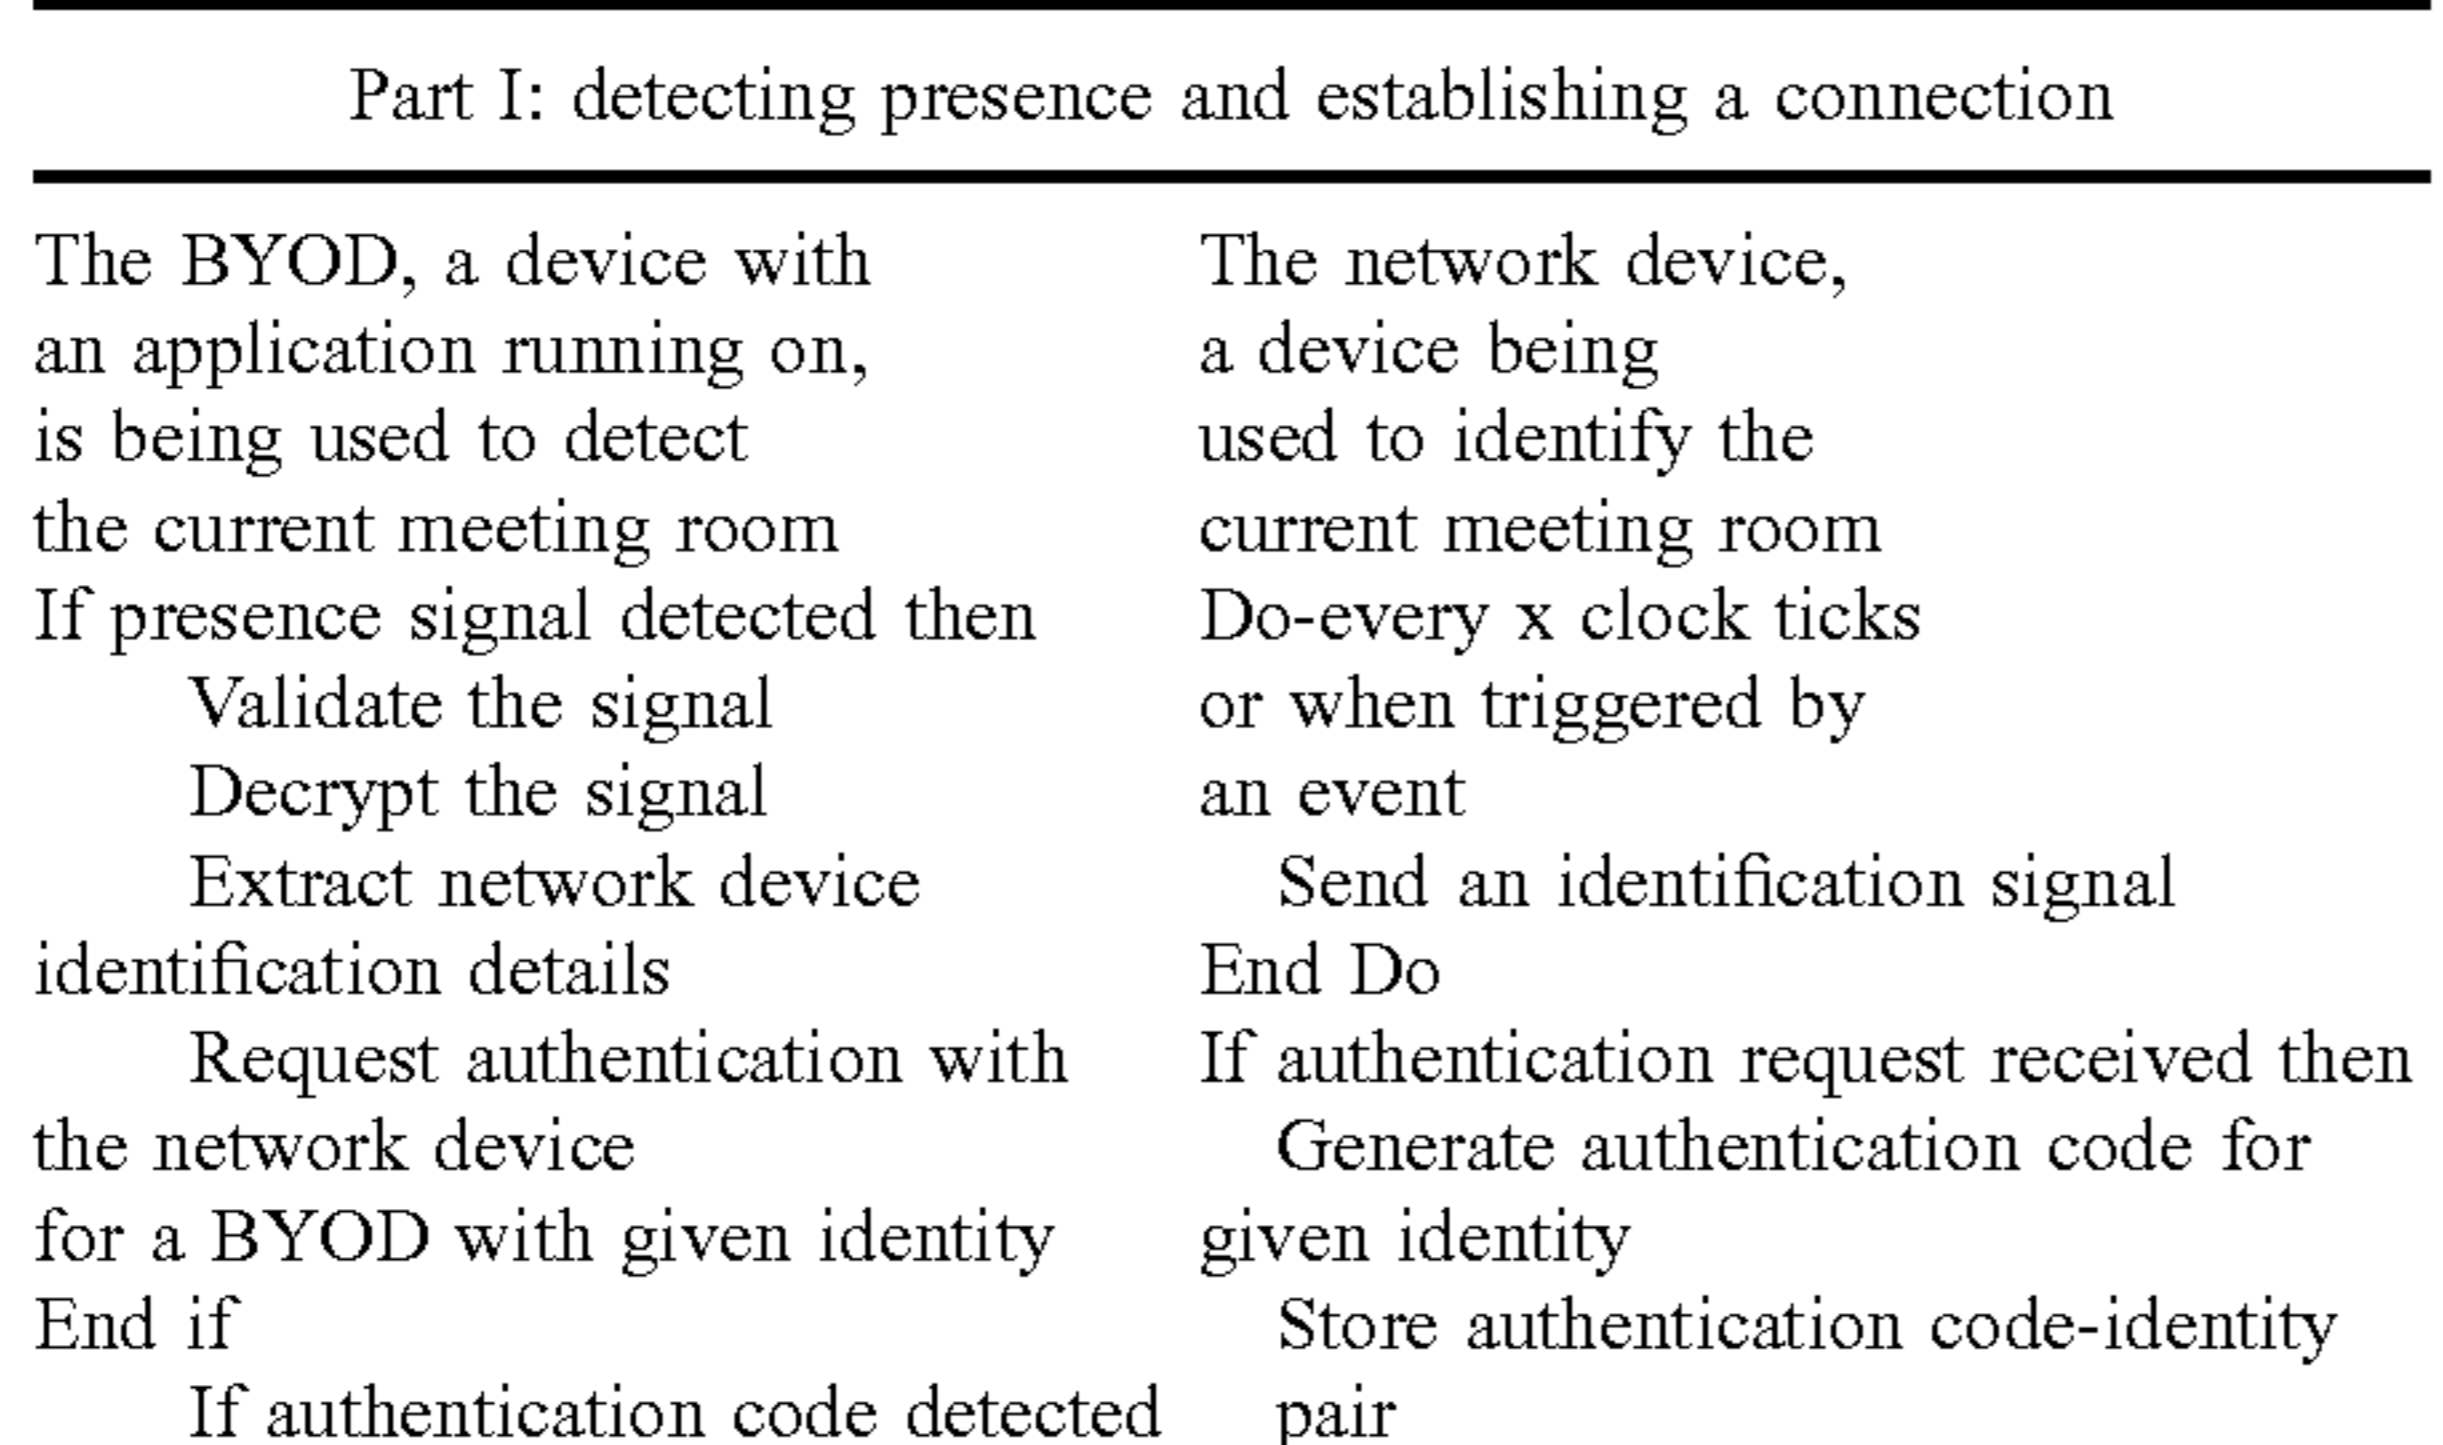 Part I: detecting presence and establishing a connection
The BYOD, a device with
an application running on,
is being used to detect
the current meeting room
If presence signal detected then
Validate the signal
Decrypt the signal
Extract network device
identification details
Request authentication with
the network device
for a BYOD with given identity
End if
If authentication code detected
The network device,
a device being
used to identify the
current meeting room
Do-every x clock ticks
or when triggered by
an event
Send an identification signal
End Do
If authentication request received then
Generate authentication code for
given identity
Store authentication code-identity
pair